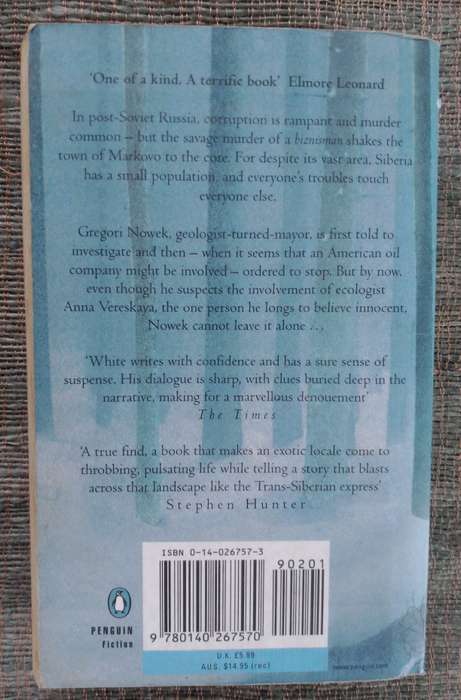 ‘One of a kind. A terrific book’ Elmore Leonard
In post-Soviet Russia, corruption is rampant and murder
common – but the savage murder of a biznisman shakes the
town of Markovo to the core. For despite its vast area, Siberia
has a small population, and everyone's troubles touch
everyone else.
Gregori Nowek, geologist-turned-mayor, is first told to
investigate and then – when it seems that an American oil
company might be involved – ordered to stop. But by now,
even though he suspects the involvement of ecologist
Anna Vereskaya, the one person he longs to believe innocent,
Nowek cannot leave it alone . . .
‘White writes with confidence and has a sure sense of
suspense. His dialogue is sharp, with clues buried deep in the
narrative, making for a marvellous denouement’
The Times
‘A true find, a book that makes an exotic locale come to
throbbing, pulsating life while telling a story that blasts
across that landscape like the Trans-Siberian express’
Stephen Hunter
ISBN 0-14-026757-3
90201
9 780140 267570
PENGUIN
Fiction
U.K. £5.99
AUS. $14.95 (rec)
www.penguin.com